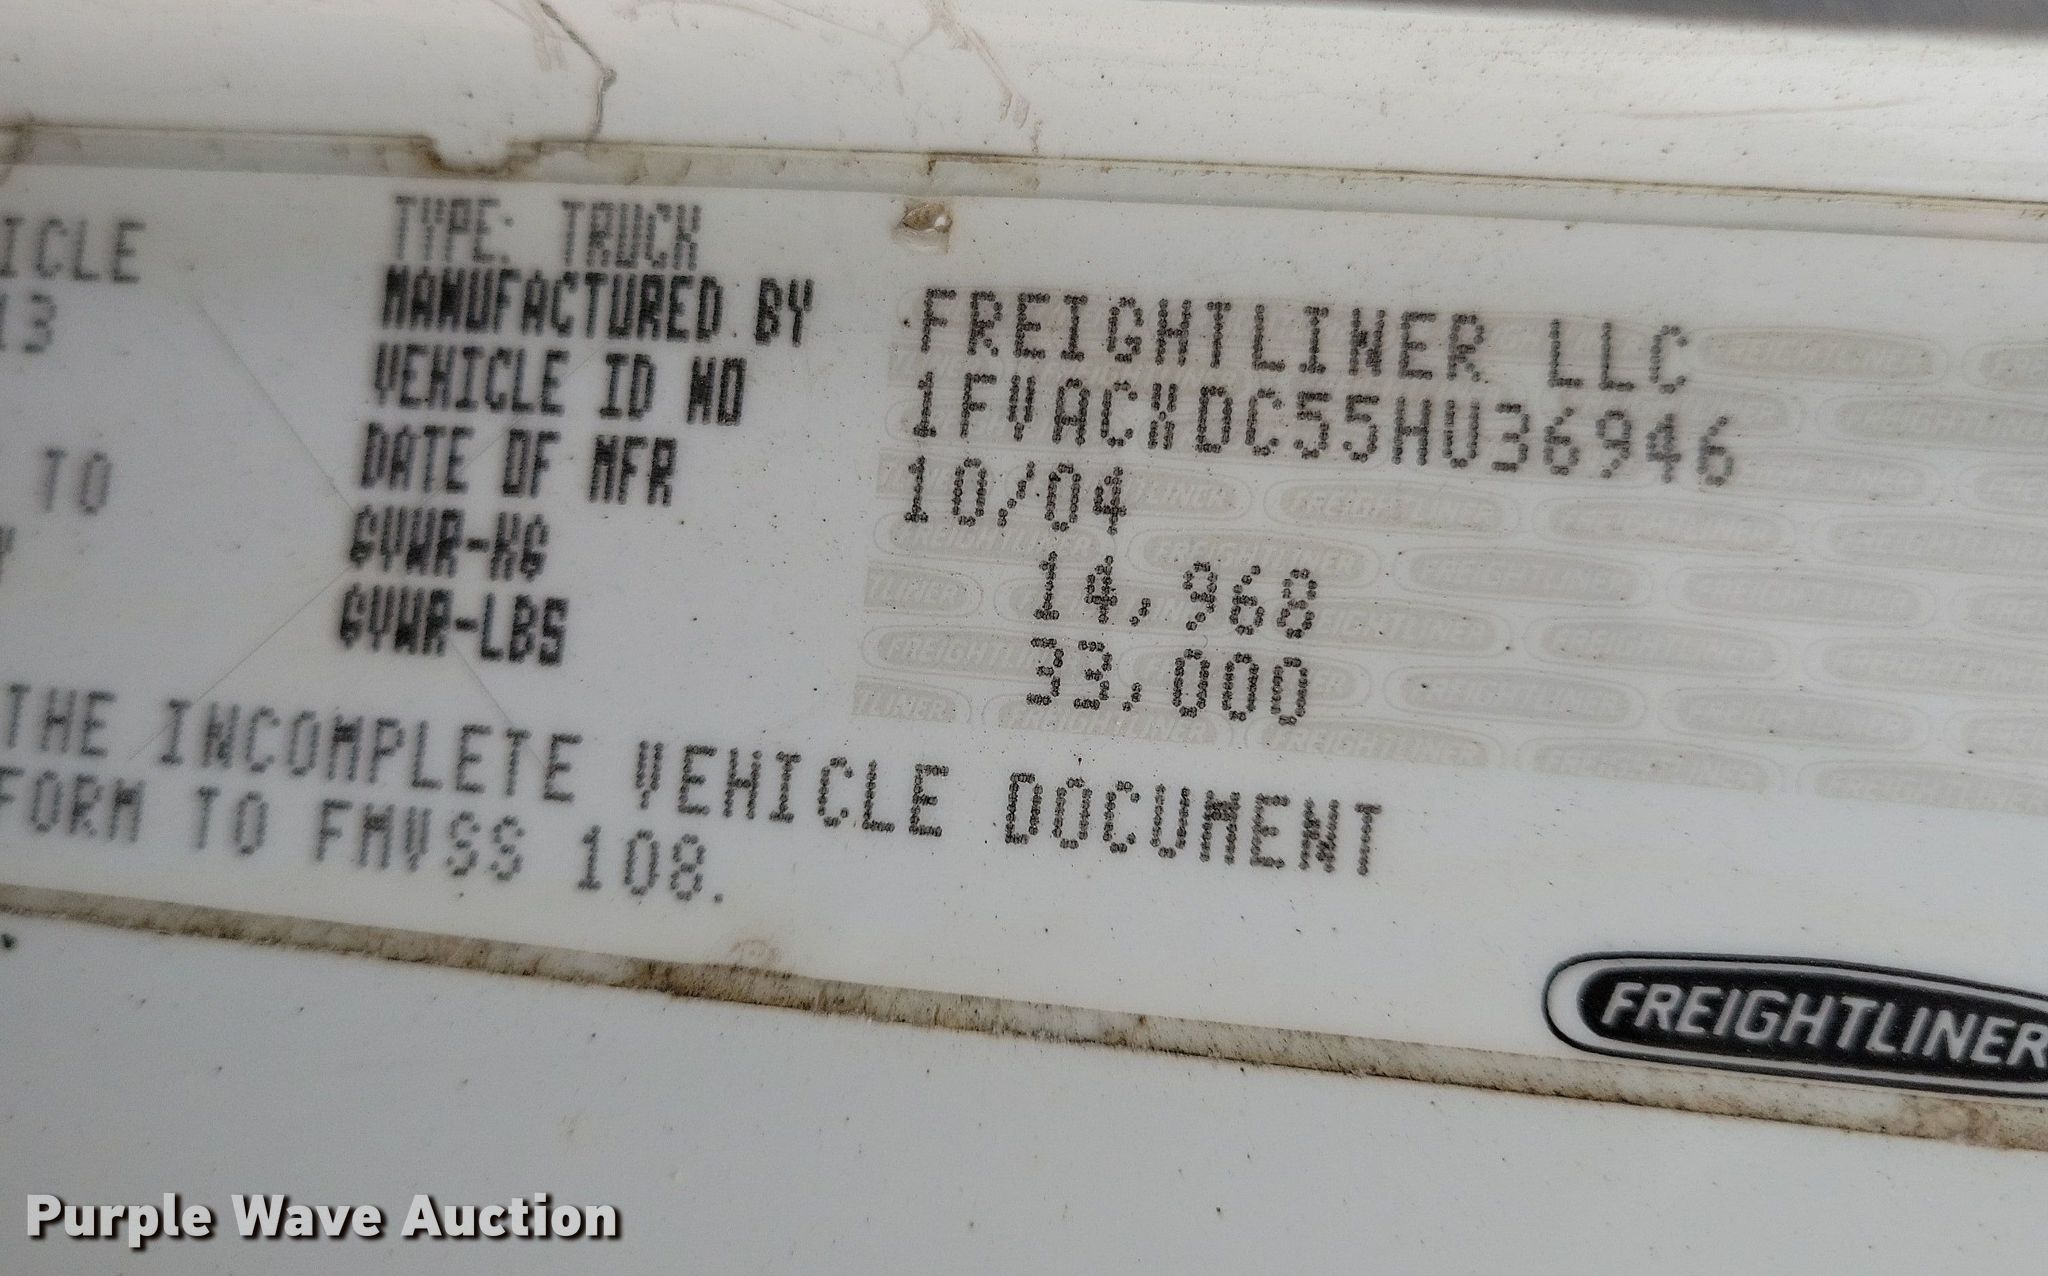 ICLE
13
TO
TYPE: TRUCK
MANUFACTURED BY FREIGHTLINER LLC
VEHICLE ID NO 1FVACXDC55HU36946
DATE OF MFR 10/04
GVWR-KG 14,968
GVWR-LBS 33,000
THE INCOMPLETE VEHICLE DOCUMENT
FORM TO FMVSS 108.
FREIGHTLINER
Purple Wave Auction